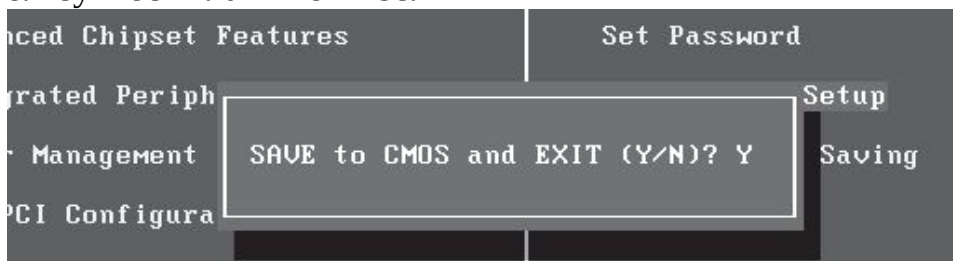 nced Chipset Features Set Password
grated Periph Setup
Management SAVE to CMOS and EXIT (Y/N)? Y Saving
PCI Configura